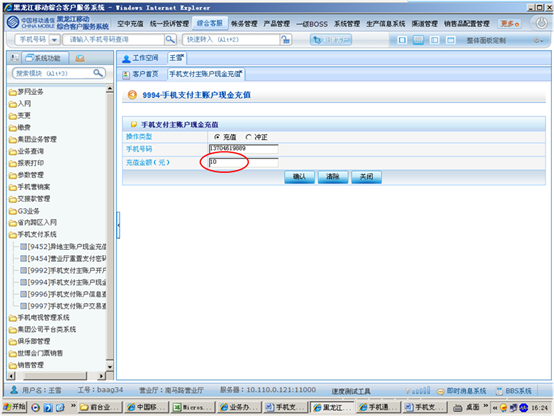 黑龙江移动综合客户服务系统 - Windows Internet Explorer
中国移动通信 CHINA MOBILE 黑龙江移动 综合客户服务系统
空中充值 统一投诉管理 综合客服 帐务管理 产品管理 一级BOSS 系统管理 生产信息系统 渠道管理 销售品配置管理 更多
手机号码 请输入手机号码查询 快速转入 (Alt+2) 整体面板定制
系统功能 工作空间 王雪
搜索模块 (Alt+3) 客户首页 手机支付主账户现金充值
梦网业务
入网
变更
缴费
集团业务管理
业务查询
报表打印
参数管理
手机营销案
交接款管理
G3业务
省内跨区入网
手机支付系统
[9452]异地主账户现金充值
[9454]营业厅重置支付密码
[9992]手机支付主账户开户
[9994]手机支付主账户现金
[9996]手机支付账户信息查
[9997]手机支付账户交易查
手机电视管理系统
集团公司平台类系统
俱乐部管理
世博会门票销售
销售管理
9994-手机支付主账户现金充值
手机支付主账户现金充值
操作类型 充值 冲正
手机号码 13704619889
充值金额(元) 10
确认 清除 关闭
用户名:王雪 工号:baag34 营业厅:南马路营业厅 服务器:10.110.0.121:11000 速度测试工具 即时消息系统 BBS系统
开始 前台业... 中国移... Micros... 业务办... 手机支... 黑龙江... 手机通... 手机支... 桌面 16:24